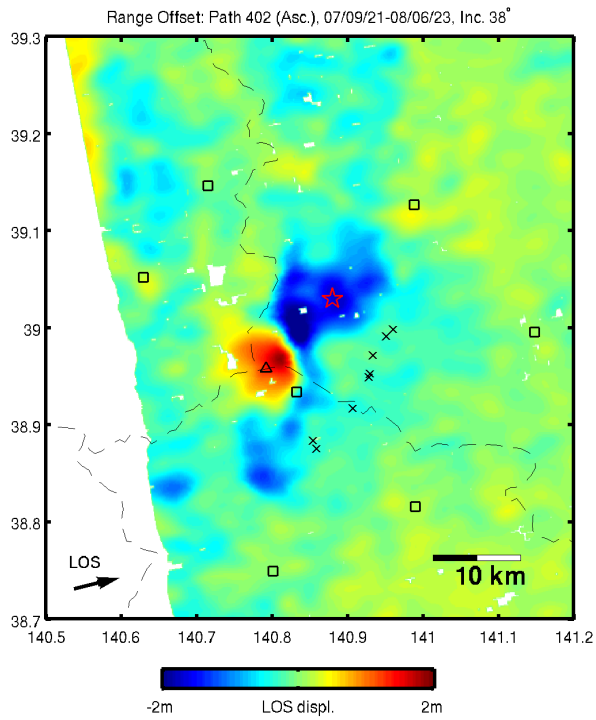 Range Offset: Path 402 (Asc.), 07/09/21-08/06/23, Inc. 38°
39.3
39.2
39.1
39
38.9
38.8
38.7
LOS
10 km
140.5 140.6 140.7 140.8 140.9 141 141.1 141.2
-2m LOS displ. 2m